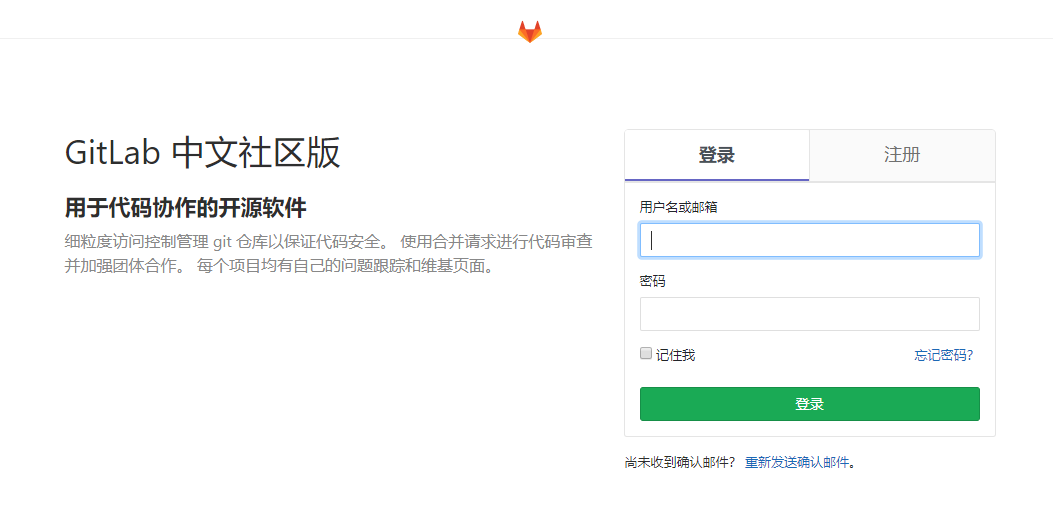 GitLab 中文社区版
用于代码协作的开源软件
细粒度访问控制管理 git 仓库以保证代码安全。 使用合并请求进行代码审查
并加强团体合作。 每个项目均有自己的问题跟踪和维基页面。
登录
注册
用户名或邮箱
密码
记住我
忘记密码?
登录
尚未收到确认邮件? 重新发送确认邮件。